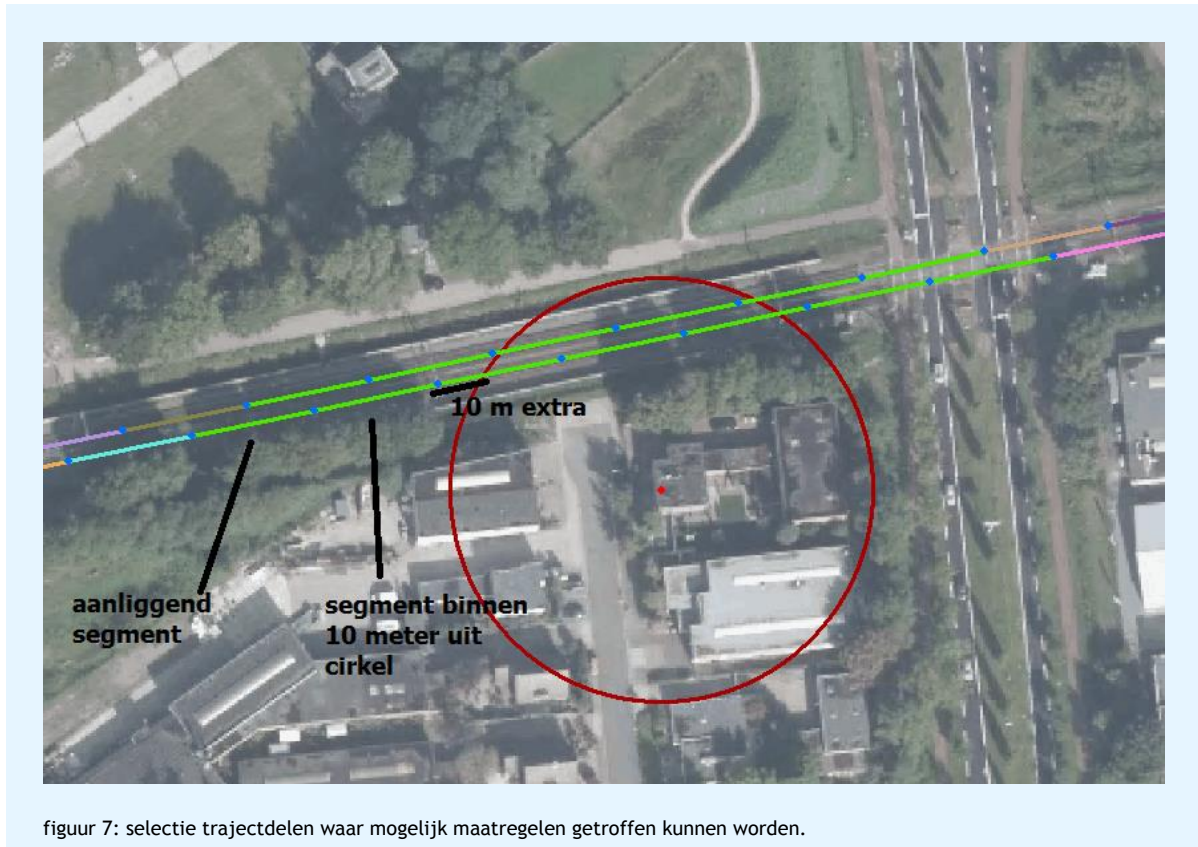 10 m extra
aanliggend
segment
segment binnen
10 meter uit
cirkel
figuur 7: selectie trajectdelen waar mogelijk maatregelen getroffen kunnen worden.